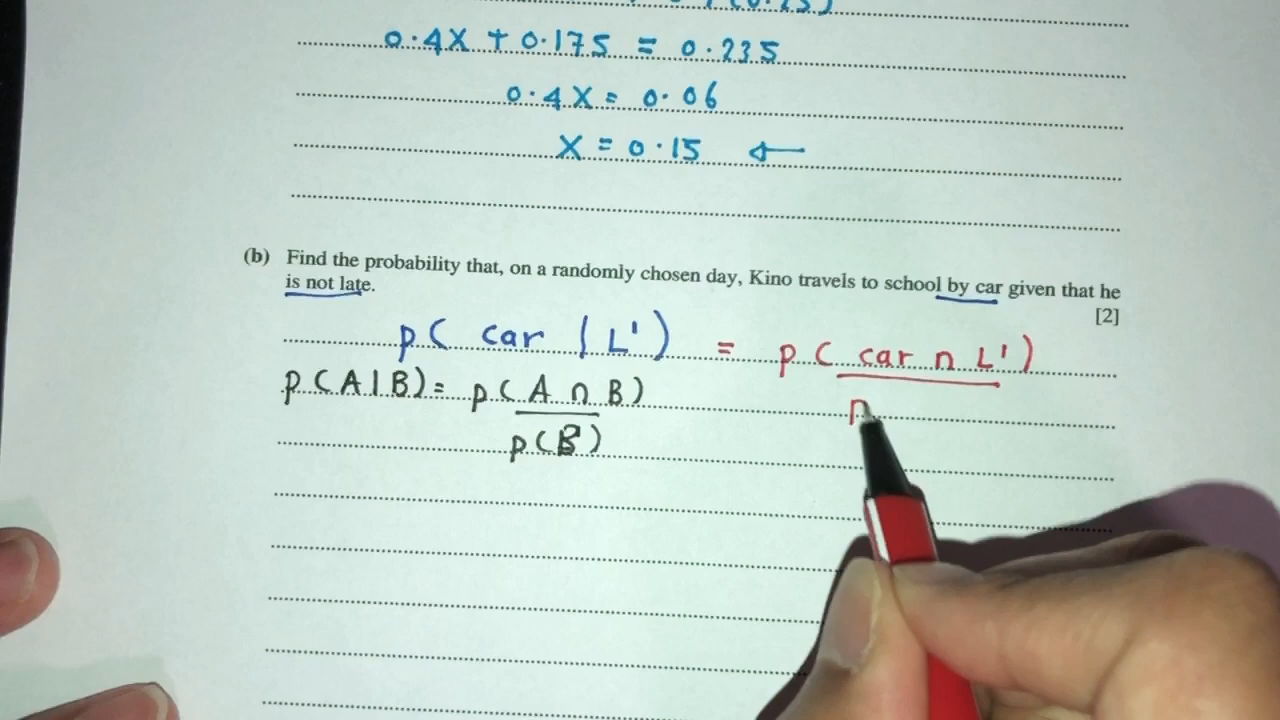 0.4X + 0.175 = 0.235
0.4X = 0.06
X = 0.15 ←
(b) Find the probability that, on a randomly chosen day, Kino travels to school by car given that he
is not late.
[2]
P( car | L') = P( car ∩ L')
P(A|B) = P( A ∩ B)
P(B)